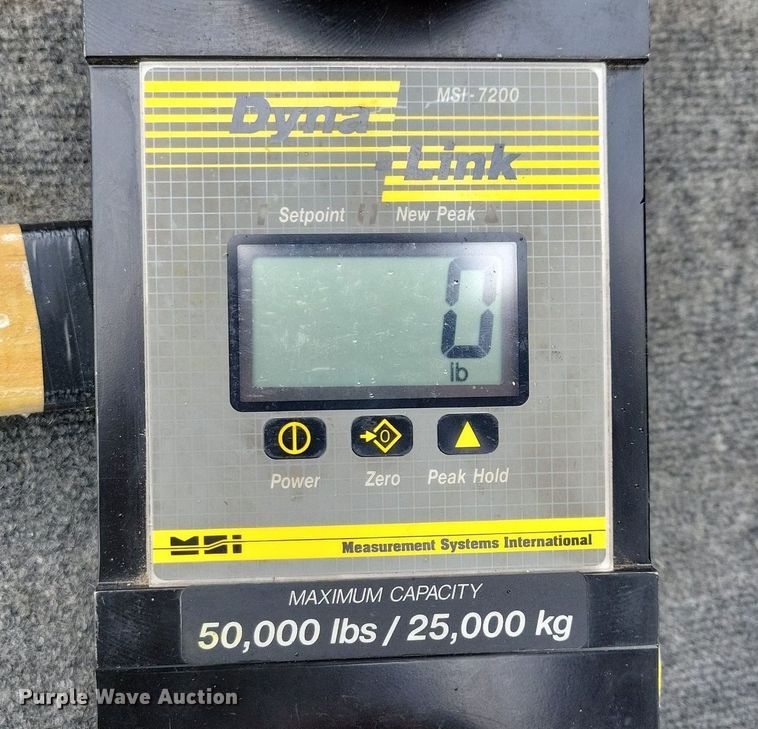 MSI-7200
Dyna
Link
Setpoint New Peak
0
lb
Power Zero Peak Hold
MSI Measurement Systems International
MAXIMUM CAPACITY
50,000 lbs / 25,000 kg
Purple Wave Auction